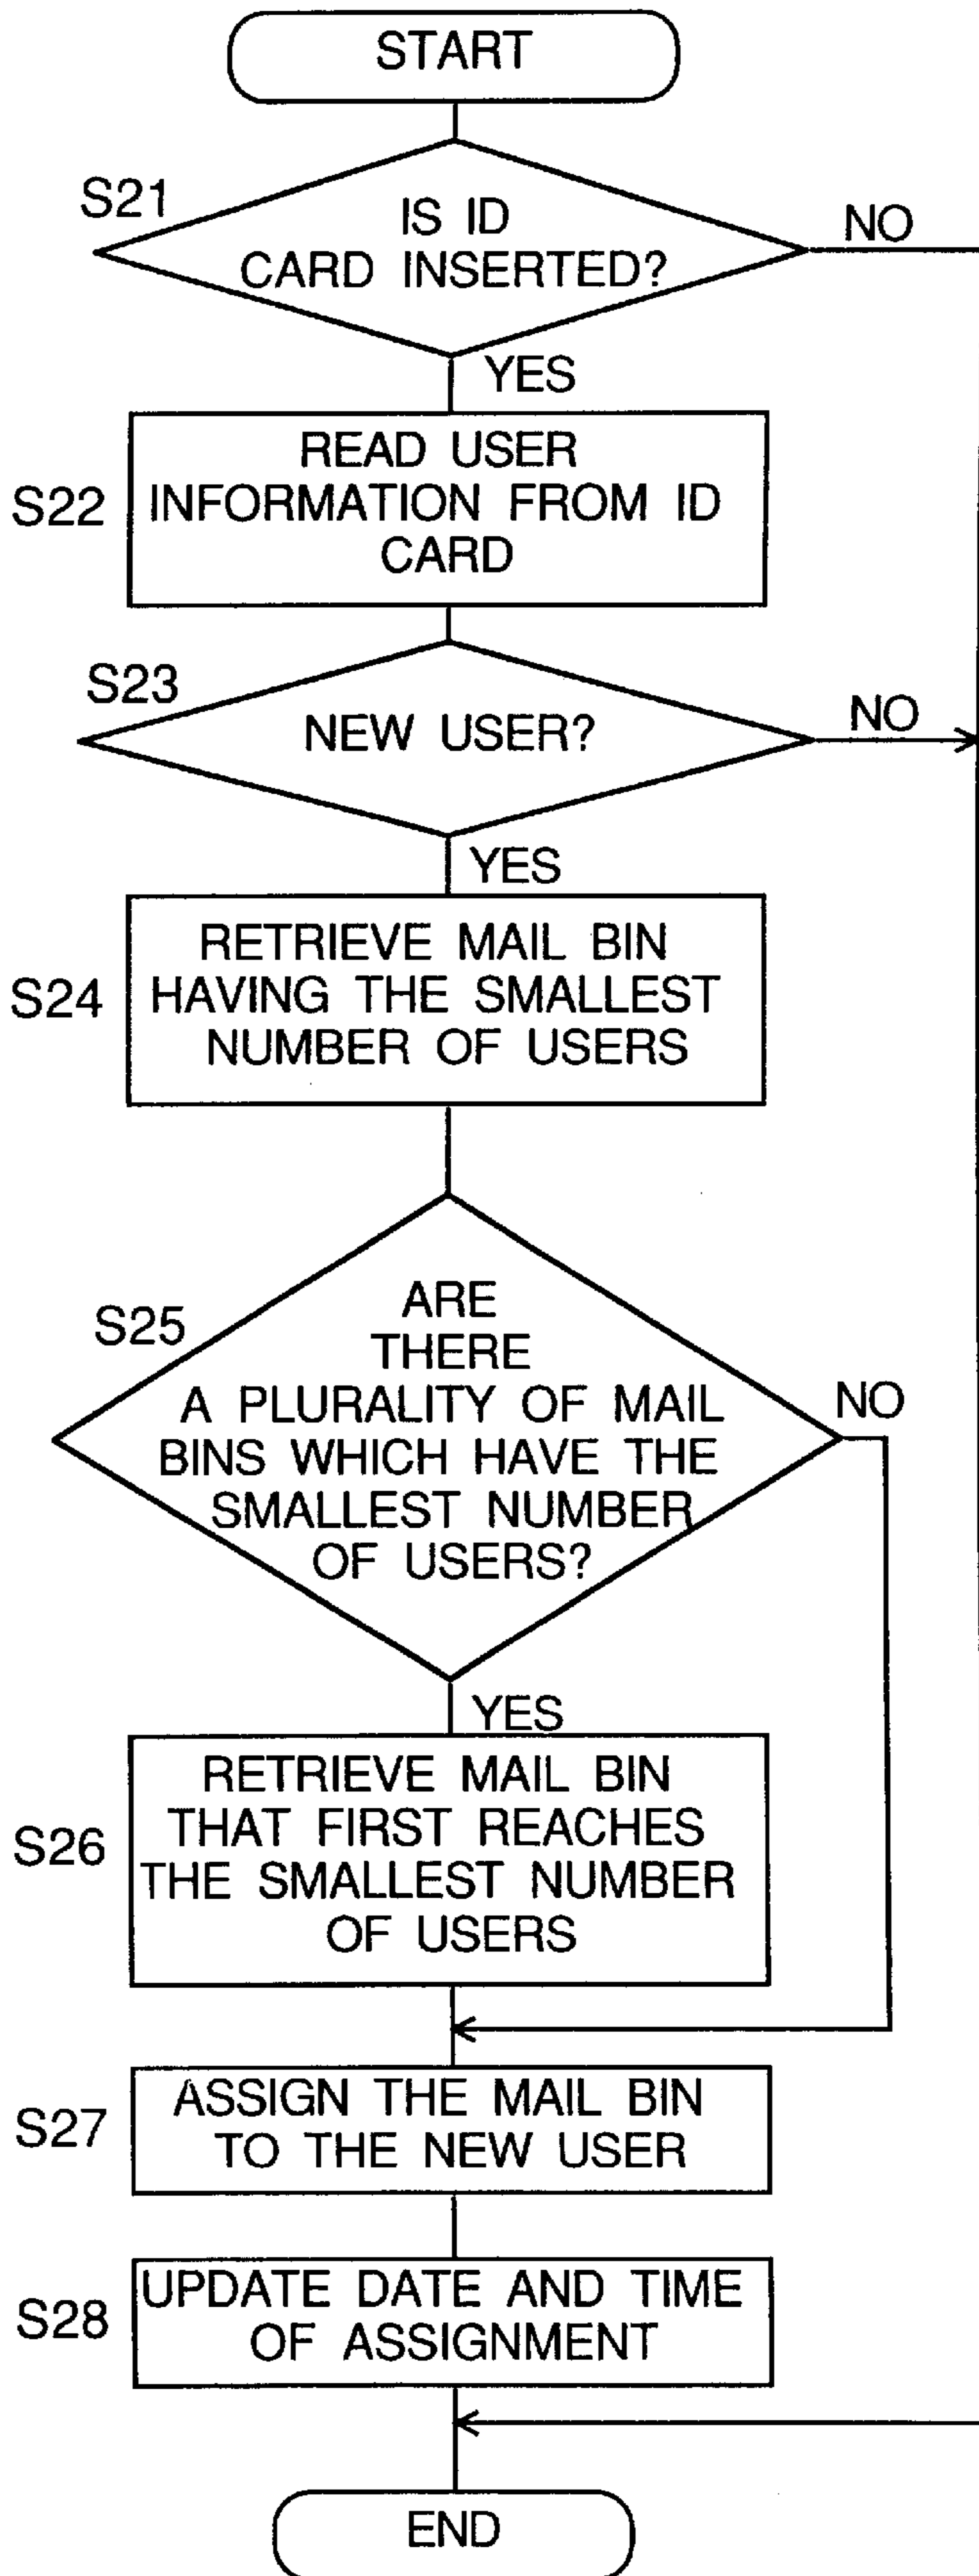 START
S21
IS ID
CARD INSERTED?
NO
YES
S22
READ USER
INFORMATION FROM ID
CARD
S23
NEW USER?
NO
YES
S24
RETRIEVE MAIL BIN
HAVING THE SMALLEST
NUMBER OF USERS
S25
ARE
THERE
A PLURALITY OF MAIL
BINS WHICH HAVE THE
SMALLEST NUMBER
OF USERS?
NO
YES
S26
RETRIEVE MAIL BIN
THAT FIRST REACHES
THE SMALLEST NUMBER
OF USERS
S27
ASSIGN THE MAIL BIN
TO THE NEW USER
S28
UPDATE DATE AND TIME
OF ASSIGNMENT
END